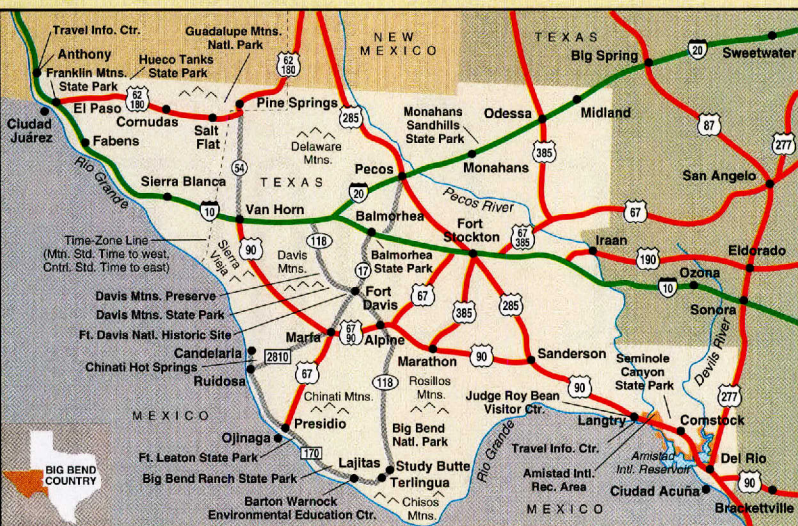 Travel Info. Ctr.
Anthony
Franklin Mtns.
State Park
Hueco Tanks
State Park
Guadalupe Mtns.
Natl. Park
62
180
NEW
MEXICO
TEXAS
Big Spring
20
Sweetwater
El Paso
62
180
Cornudas
Salt
Flat
Pine Springs
285
Ciudad
Juárez
Fabens
Delaware
Mtns.
Monahans
Sandhills
State Park
Odessa
Midland
87
277
385
Monahans
Pecos
San Angelo
Rio Grande
Sierra Blanca
54
TEXAS
20
Pecos River
10
Van Horn
Balmorhea
Fort
Stockton
67
385
67
Iraan
190
Eldorado
Time-Zone Line
(Mtn. Std. Time to west,
Cntrl. Std. Time to east)
Sierra
Vieja
90
118
Davis
Mtns.
17
Balmorhea
State Park
Ozona
10
Sonora
Davis Mtns. Preserve
Davis Mtns. State Park
Ft. Davis Natl. Historic Site
Fort
Davis
67
385
285
Devils River
Marfa
67
90
Alpine
Candelaria
2810
Chinati Hot Springs
Ruidosa
67
Marathon
90
Sanderson
Seminole
Canyon
State Park
118
Chinati Mtns.
Rosillos
Mtns.
90
Judge Roy Bean
Visitor Ctr.
277
MEXICO
Presidio
Ojinaga
Big Bend
Natl. Park
Langtry
Comstock
Ft. Leaton State Park
170
Rio Grande
Travel Info. Ctr.
Amistad
Intl. Reservoir
Del Rio
BIG BEND
COUNTRY
Big Bend Ranch State Park
Lajitas
Study Butte
Terlingua
Amistad Intl.
Rec. Area
Ciudad Acuña
90
Barton Warnock
Environmental Education Ctr.
Chisos
Mtns.
MEXICO
Brackettville